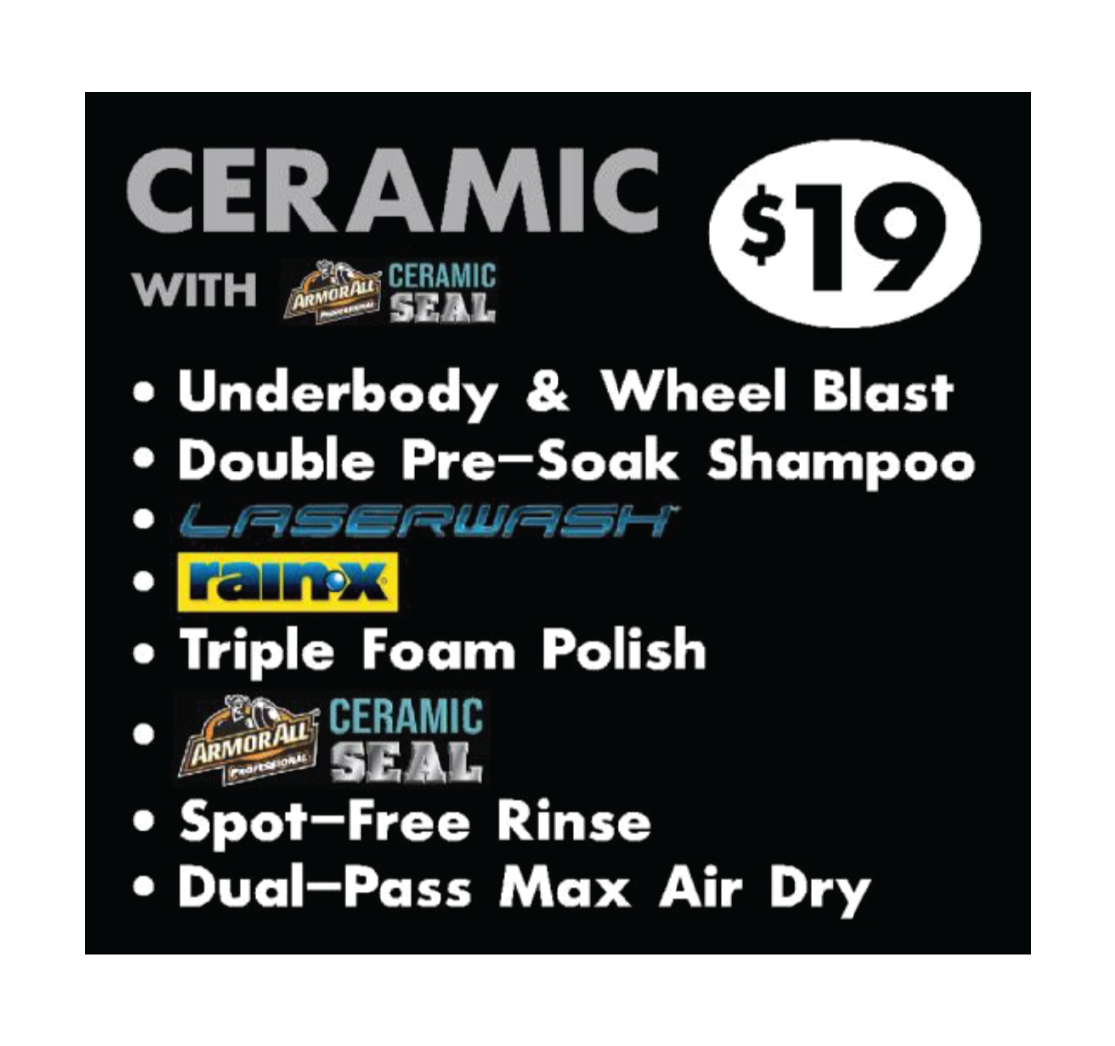 CERAMIC $19
WITH ARMORALL PROFESSIONAL CERAMIC SEAL
• Underbody & Wheel Blast
• Double Pre-Soak Shampoo
• LASERWASH™
• rain-x®
• Triple Foam Polish
• ARMORALL PROFESSIONAL CERAMIC SEAL
• Spot-Free Rinse
• Dual-Pass Max Air Dry